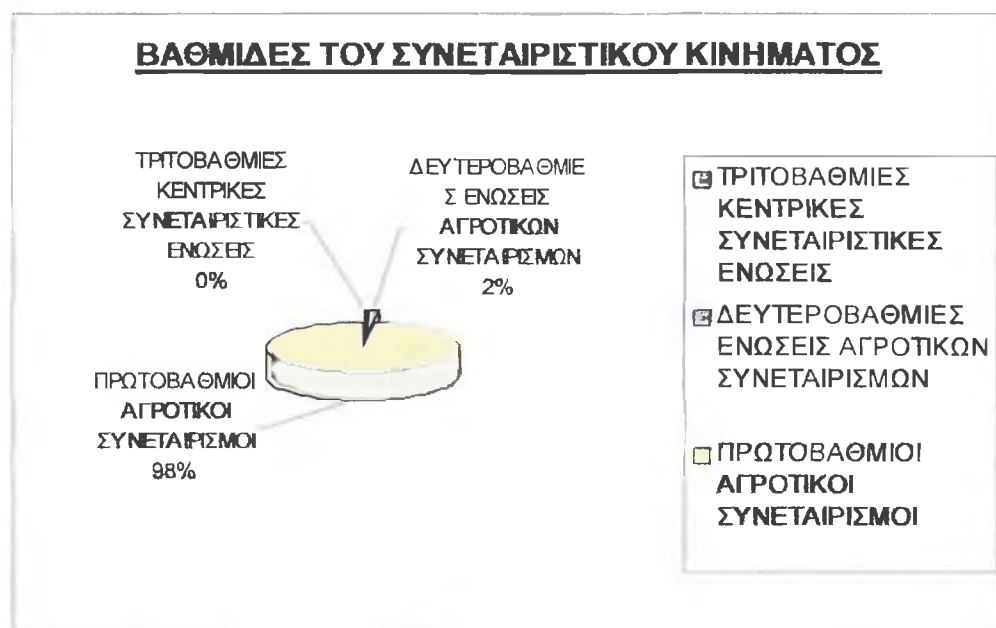 ΒΑΘΜΙΔΕΣ ΤΟΥ ΣΥΝΕΤΑΙΡΙΣΤΙΚΟΥ ΚΙΝΗΜΑΤΟΣ
ΤΡΙΤΟΒΑΘΜΙΕΣ
ΚΕΝΤΡΙΚΕΣ
ΣΥΝΕΤΑΙΡΙΣΤΙΚΕΣ
ΕΝΩΣΕΙΣ
0%
ΔΕΥΤΕΡΟΒΑΘΜΙΕ
Σ ΕΝΩΣΕΙΣ
ΑΓΡΟΤΙΚΩΝ
ΣΥΝΕΤΑΙΡΙΣΜΩΝ
2%
ΠΡΩΤΟΒΑΘΜΙΟΙ
ΑΓΡΟΤΙΚΟΙ
ΣΥΝΕΤΑΙΡΙΣΜΟΙ
98%
ΤΡΙΤΟΒΑΘΜΙΕΣ
ΚΕΝΤΡΙΚΕΣ
ΣΥΝΕΤΑΙΡΙΣΤΙΚΕΣ
ΕΝΩΣΕΙΣ
ΔΕΥΤΕΡΟΒΑΘΜΙΕΣ
ΕΝΩΣΕΙΣ ΑΓΡΟΤΙΚΩΝ
ΣΥΝΕΤΑΙΡΙΣΜΩΝ
ΠΡΩΤΟΒΑΘΜΙΟΙ
ΑΓΡΟΤΙΚΟΙ
ΣΥΝΕΤΑΙΡΙΣΜΟΙ